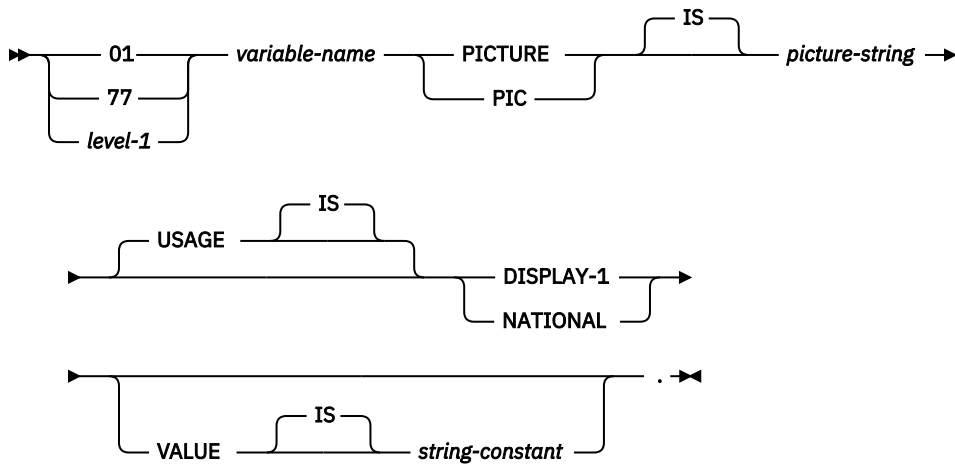 IS
01 variable-name PICTURE picture-string
77 PIC
level-1
IS
USAGE
DISPLAY-1
NATIONAL
.
IS
VALUE string-constant